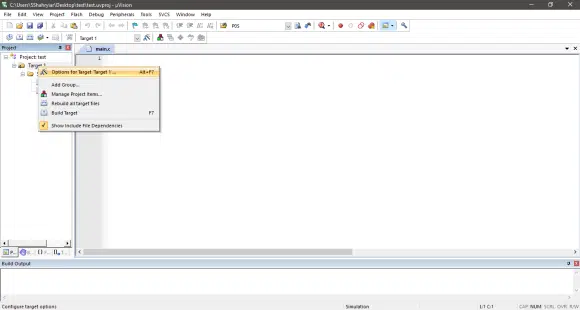 C:\Users\SShahryiar\Desktop\test\test.uvproj - µVision
File Edit View Project Flash Debug Peripherals Tools SVCS Window Help
POS
Target 1
Project
main.c
1
Project: test
Target 1
Options for Target 'Target 1'... Alt+F7
Add Group...
Manage Project Items...
Rebuild all target files
Build Target F7
Show Include File Dependencies
Build Output
Configure target options Simulation L:1 C:1 CAP NUM SCRL OVR R/W